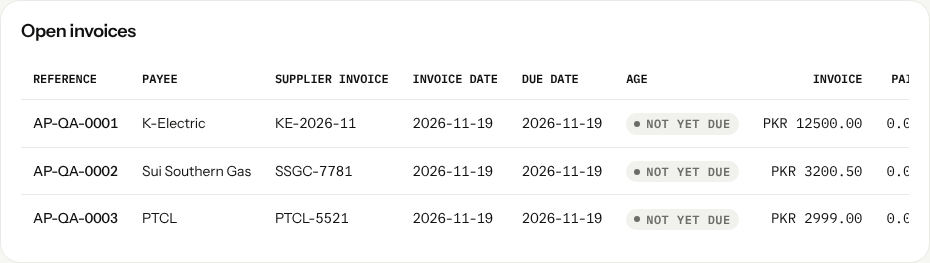 Open invoices
REFERENCE PAYEE SUPPLIER INVOICE INVOICE DATE DUE DATE AGE INVOICE
AP-QA-0001 K-Electric KE-2026-11 2026-11-19 2026-11-19 NOT YET DUE PKR 12500.00
AP-QA-0002 Sui Southern Gas SSGC-7781 2026-11-19 2026-11-19 NOT YET DUE PKR 3200.50
AP-QA-0003 PTCL PTCL-5521 2026-11-19 2026-11-19 NOT YET DUE PKR 2999.00